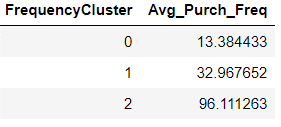 FrequencyCluster Avg_Purch_Freq
0 13.384433
1 32.967652
2 96.111263